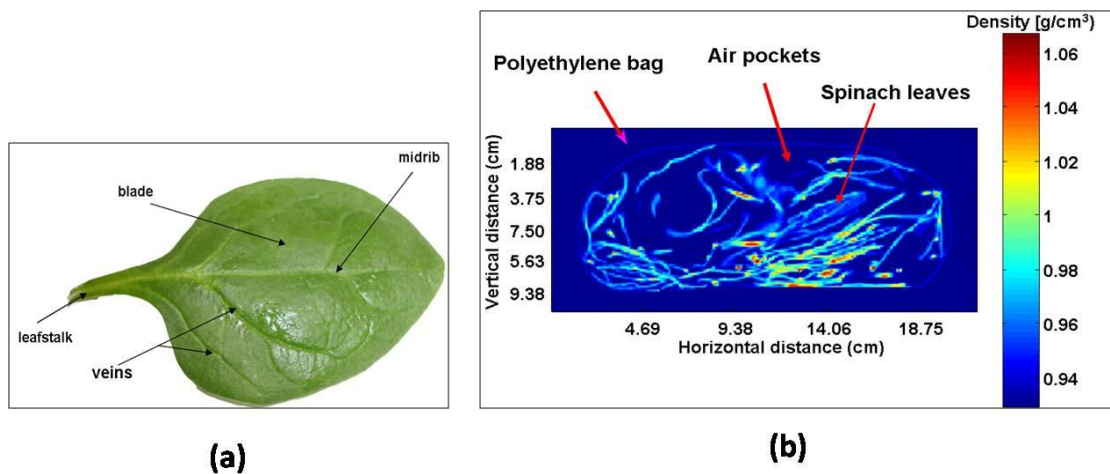 midrib
blade
leafstalk
veins
(a)
Density [g/cm³]
Polyethylene bag
Air pockets
Spinach leaves
Vertical distance (cm)
1.88
3.75
7.50
5.63
9.38
4.69 9.38 14.06 18.75
Horizontal distance (cm)
1.06
1.04
1.02
1
0.98
0.96
0.94
(b)